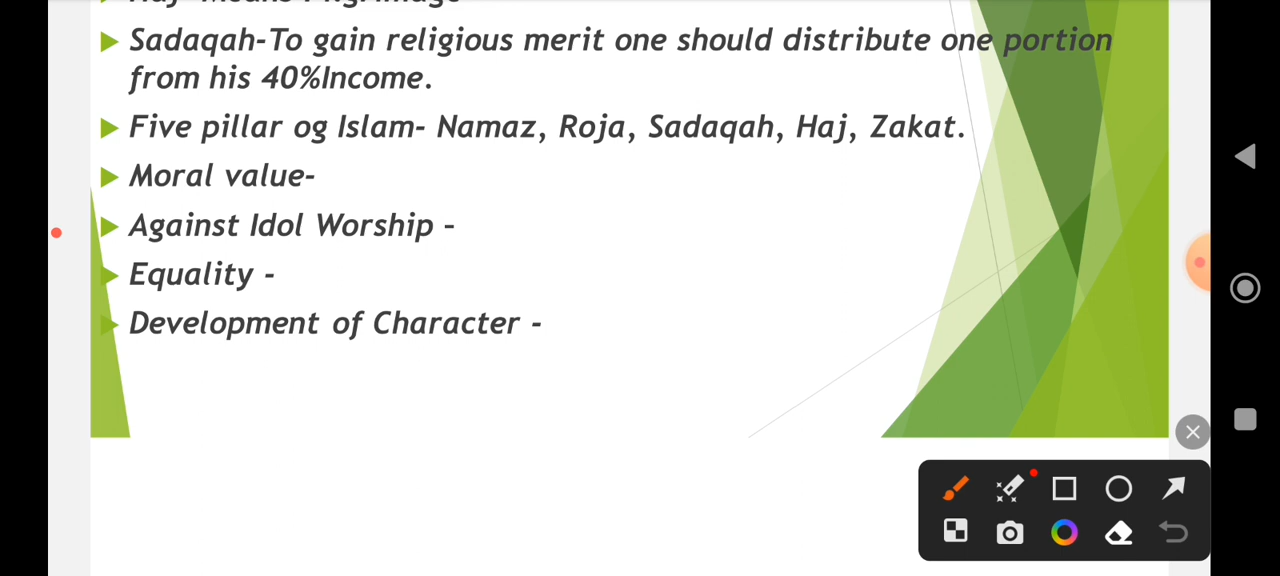 Sadaqah-To gain religious merit one should distribute one portion
from his 40%Income.
Five pillar og Islam- Namaz, Roja, Sadaqah, Haj, Zakat.
Moral value-
Against Idol Worship –
Equality -
Development of Character -